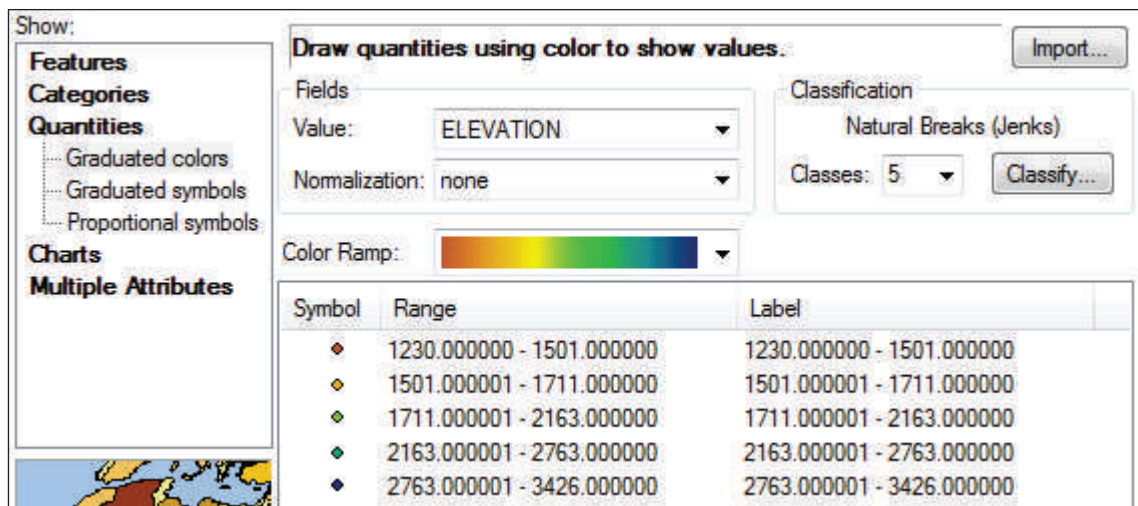 Show:
Features
Categories
Quantities
Graduated colors
Graduated symbols
Proportional symbols
Charts
Multiple Attributes
Draw quantities using color to show values.
Import...
Fields
Value: ELEVATION
Normalization: none
Classification
Natural Breaks (Jenks)
Classes: 5 Classify...
Color Ramp:
Symbol Range Label
1230.000000 - 1501.000000 1230.000000 - 1501.000000
1501.000001 - 1711.000000 1501.000001 - 1711.000000
1711.000001 - 2163.000000 1711.000001 - 2163.000000
2163.000001 - 2763.000000 2163.000001 - 2763.000000
2763.000001 - 3426.000000 2763.000001 - 3426.000000